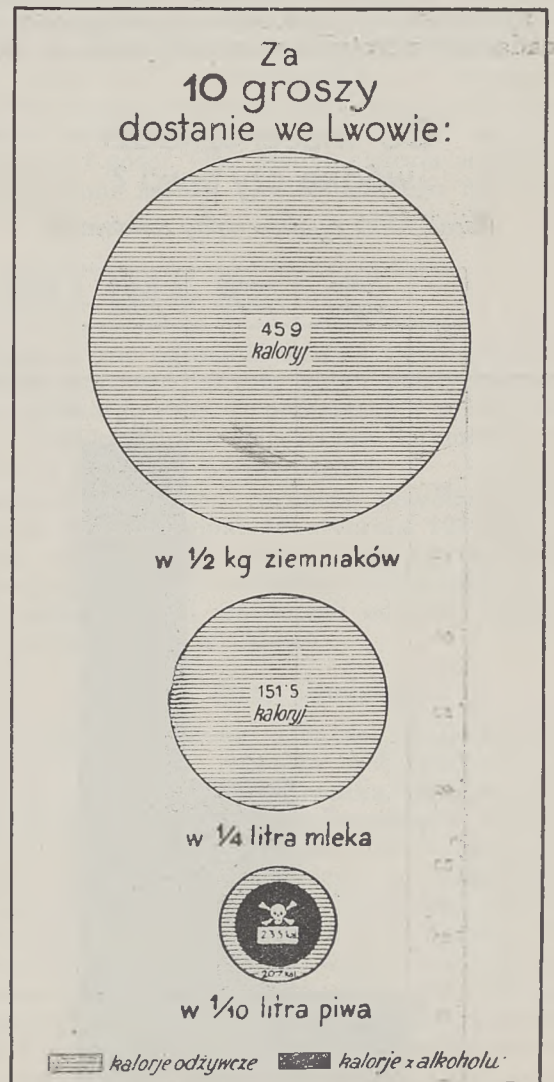 Za
10 groszy
dostanie we Lwowie:
459
kaloryj
w 1/2 kg ziemniaków
151·5
kaloryj
w 1/4 litra mleka
w 1/10 litra piwa
kalorje odżywcze kalorje z alkoholu